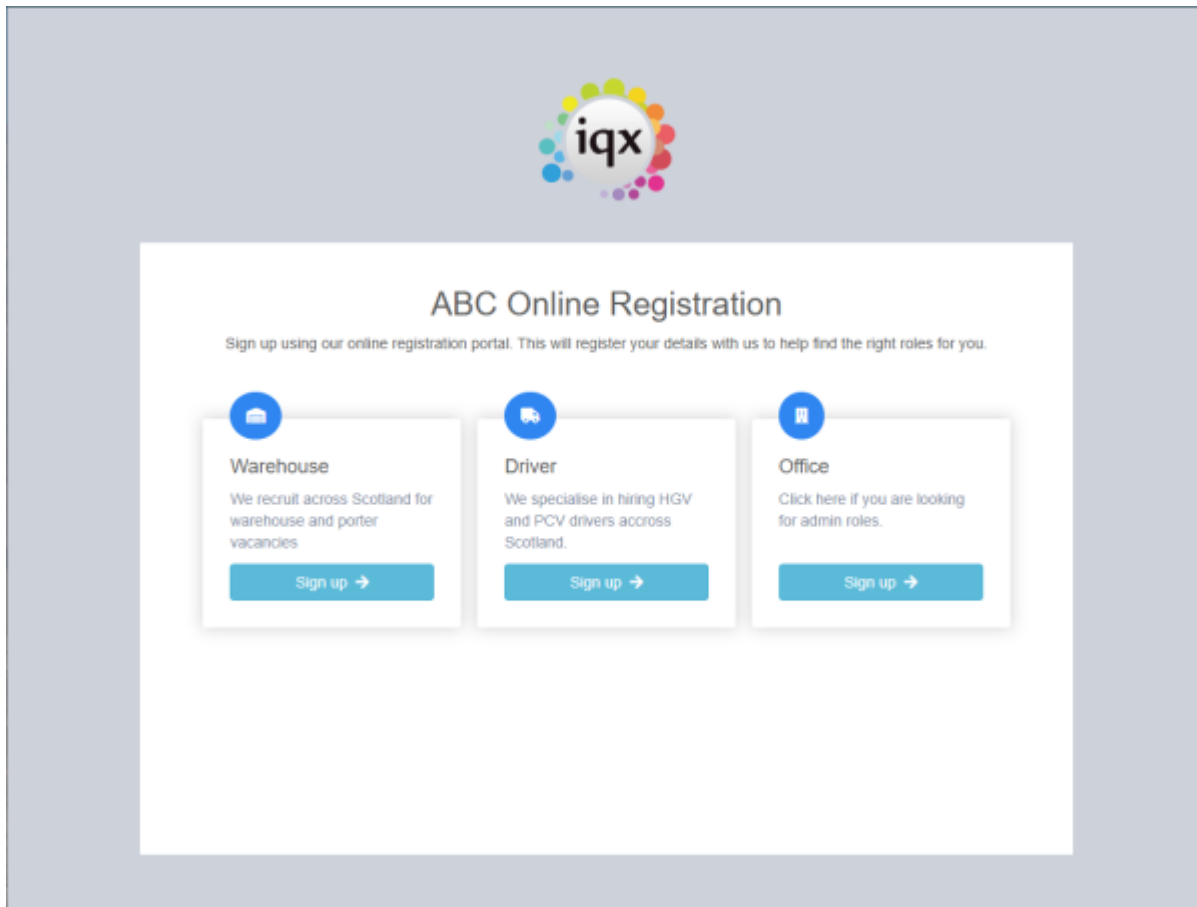 iqx
ABC Online Registration
Sign up using our online registration portal. This will register your details with us to help find the right roles for you.
Warehouse
We recruit across Scotland for
warehouse and porter
vacancies
Sign up →
Driver
We specialise in hiring HGV
and PCV drivers accross
Scotland.
Sign up →
Office
Click here if you are looking
for admin roles.
Sign up →